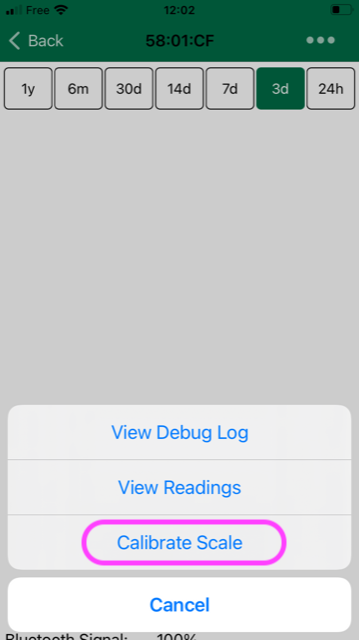 Free 12:02
Back 58:01:CF
1y 6m 30d 14d 7d 3d 24h
View Debug Log
View Readings
Calibrate Scale
Cancel
Bluetooth Signal: 100%